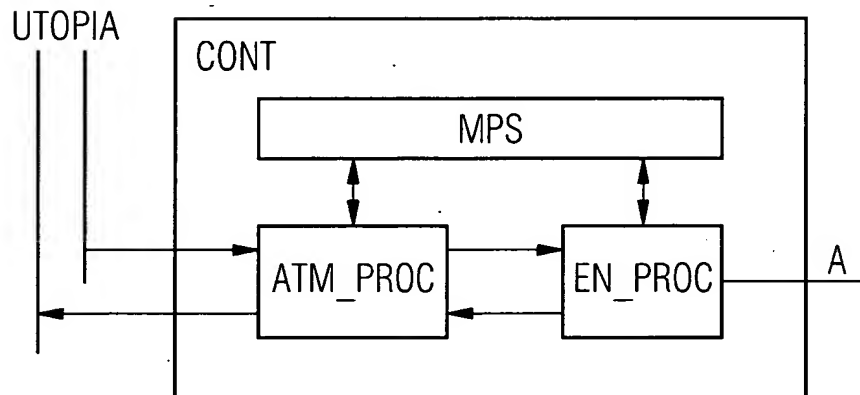 UTOPIA
CONT
MPS
ATM_PROC
EN_PROC
A